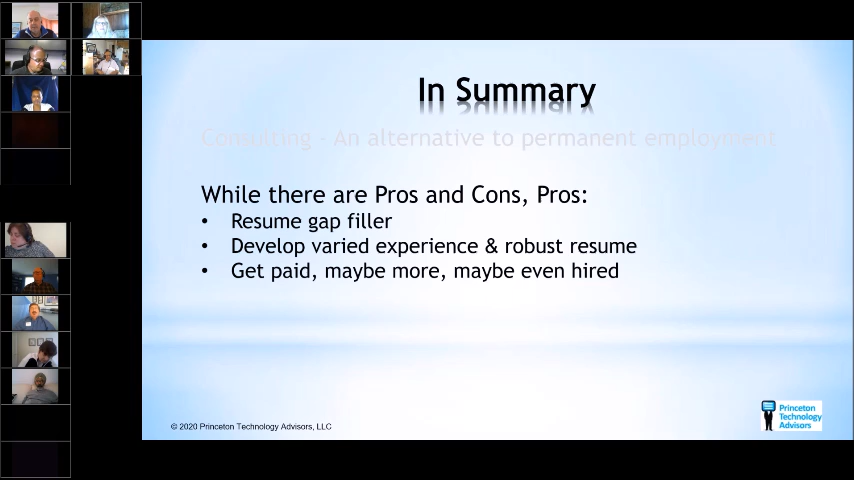 In Summary
Consulting - An alternative to permanent employment
While there are Pros and Cons, Pros:
• Resume gap filler
• Develop varied experience & robust resume
• Get paid, maybe more, maybe even hired
© 2020 Princeton Technology Advisors, LLC
Princeton
Technology
Advisors